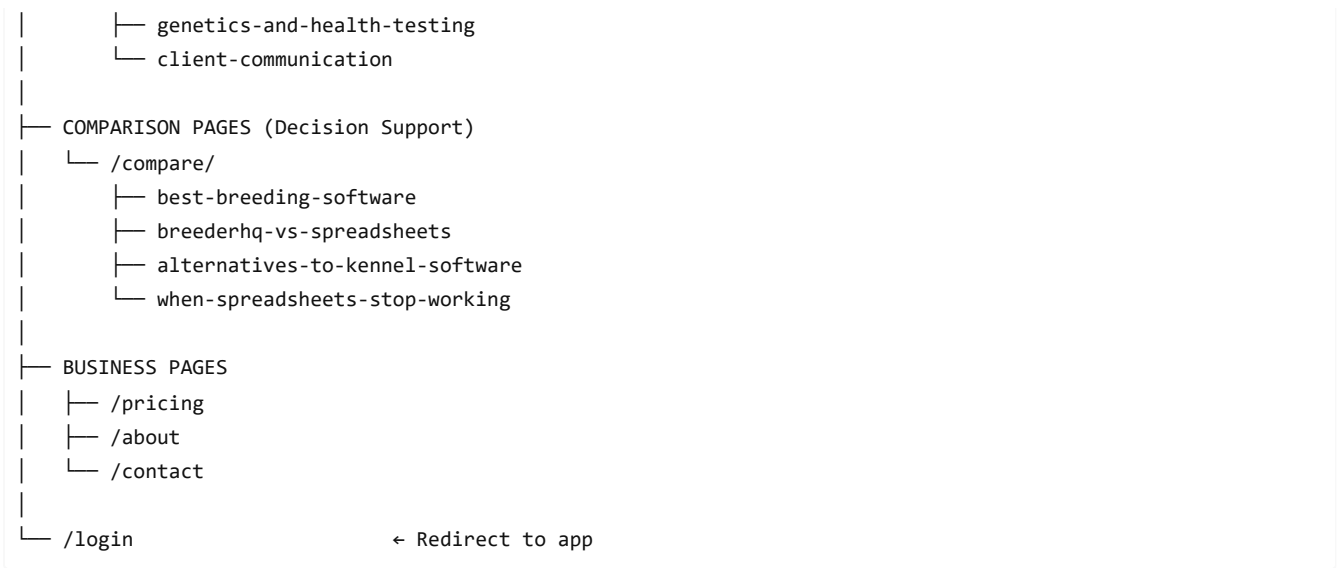 │       ├── genetics-and-health-testing
│       └── client-communication
│
├── COMPARISON PAGES (Decision Support)
│   └── /compare/
│       ├── best-breeding-software
│       ├── breederhq-vs-spreadsheets
│       ├── alternatives-to-kennel-software
│       └── when-spreadsheets-stop-working
│
├── BUSINESS PAGES
│   ├── /pricing
│   ├── /about
│   └── /contact
│
└── /login                    ← Redirect to app